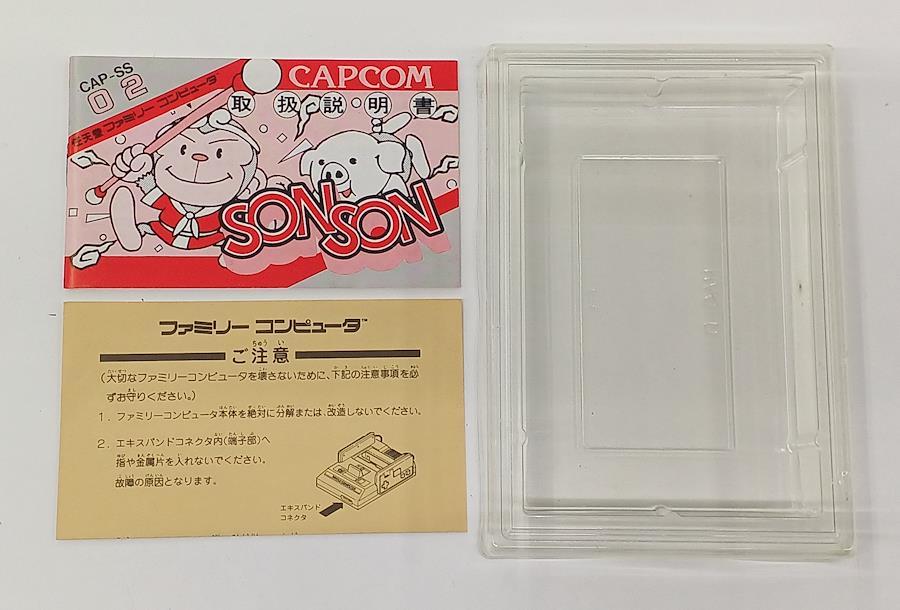 CAP-SS
02
任天堂 ファミリー コンピュータ
CAPCOM
取扱説明書
SONSON
ファミリー コンピュータ™
ご注意
(大切なファミリーコンピュータを壊さないために、下記の注意事項を必
ずお守りください。)
1. ファミリーコンピュータ本体を絶対に分解または、改造しないでください。
2. エキスパンドコネクタ内(端子部)へ
指や金属片を入れないでください。
故障の原因となります。
エキスパンド
コネクタ